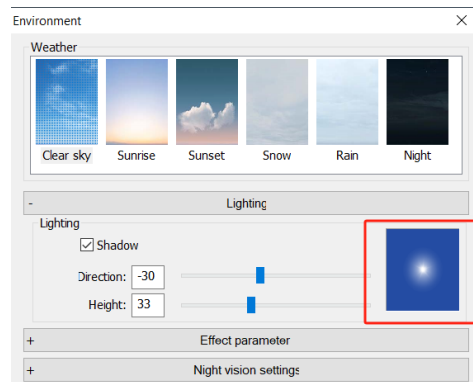 Environment
Weather
Clear sky Sunrise Sunset Snow Rain Night
- Lighting
Lighting
Shadow
Direction: -30
Height: 33
+ Effect parameter
+ Night vision settings